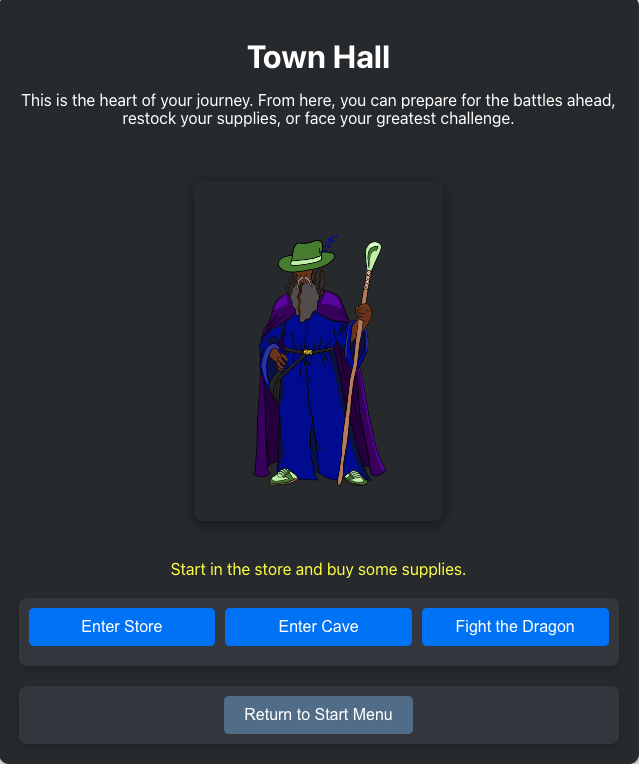 Town Hall
This is the heart of your journey. From here, you can prepare for the battles ahead,
restock your supplies, or face your greatest challenge.
Start in the store and buy some supplies.
Enter Store
Enter Cave
Fight the Dragon
Return to Start Menu